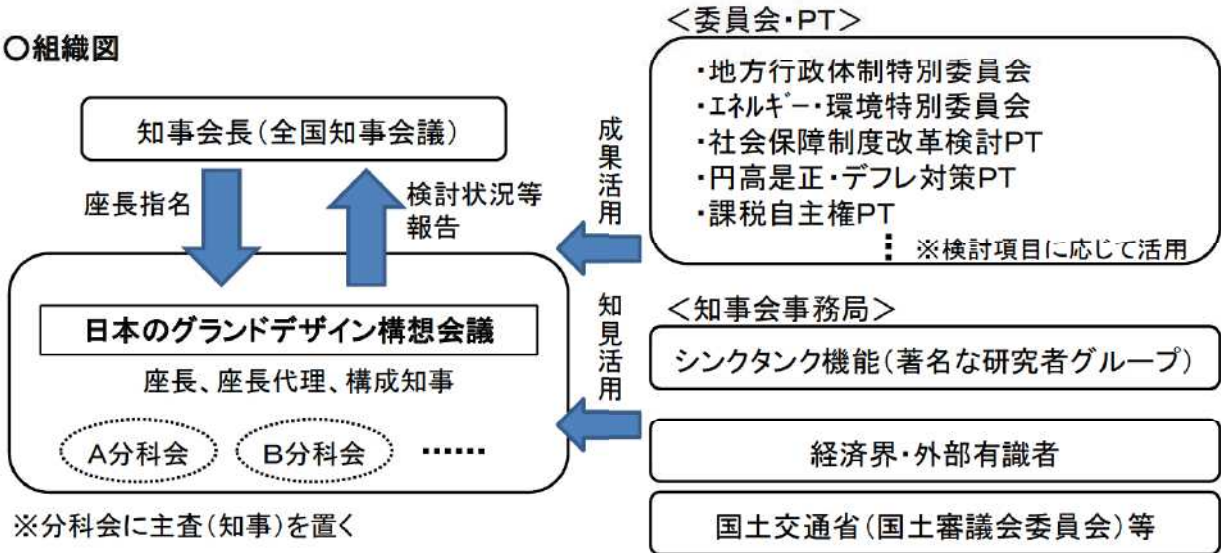 〇組織図
知事会長(全国知事会議)
座長指名
検討状況等
報告
日本のグランドデザイン構想会議
座長、座長代理、構成知事
A分科会
B分科会
……
※分科会に主査(知事)を置く
成果活用
知見活用
<委員会・PT>
・地方行政体制特別委員会
・エネルギー・環境特別委員会
・社会保障制度改革検討PT
・円高是正・デフレ対策PT
・課税自主権PT
※検討項目に応じて活用
<知事会事務局>
シンクタンク機能(著名な研究者グループ)
経済界・外部有識者
国土交通省(国土審議会委員会)等